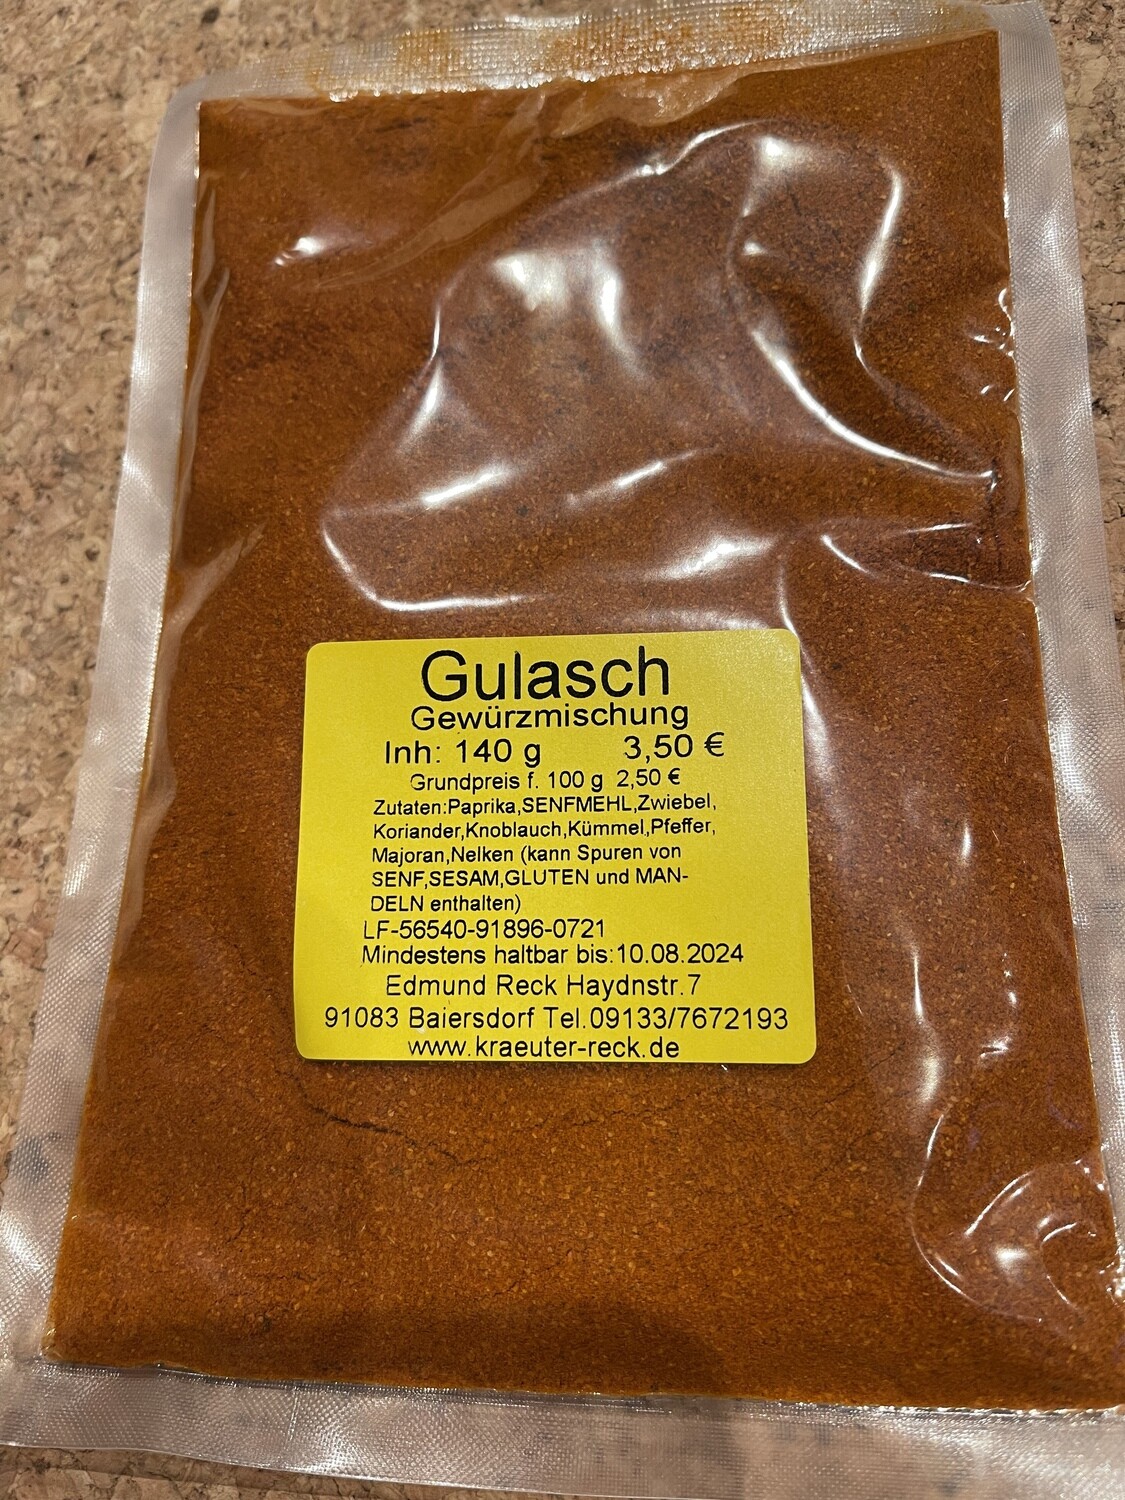 Gulasch
Gewürzmischung
Inh: 140 g 3,50 €
Grundpreis f. 100 g 2,50 €
Zutaten:Paprika,SENFMEHL,Zwiebel,
Koriander,Knoblauch,Kümmel,Pfeffer,
Majoran,Nelken (kann Spuren von
SENF,SESAM,GLUTEN und MAN-
DELN enthalten)
LF-56540-91896-0721
Mindestens haltbar bis:10.08.2024
Edmund Reck Haydnstr.7
91083 Baiersdorf Tel.09133/7672193
www.kraeuter-reck.de